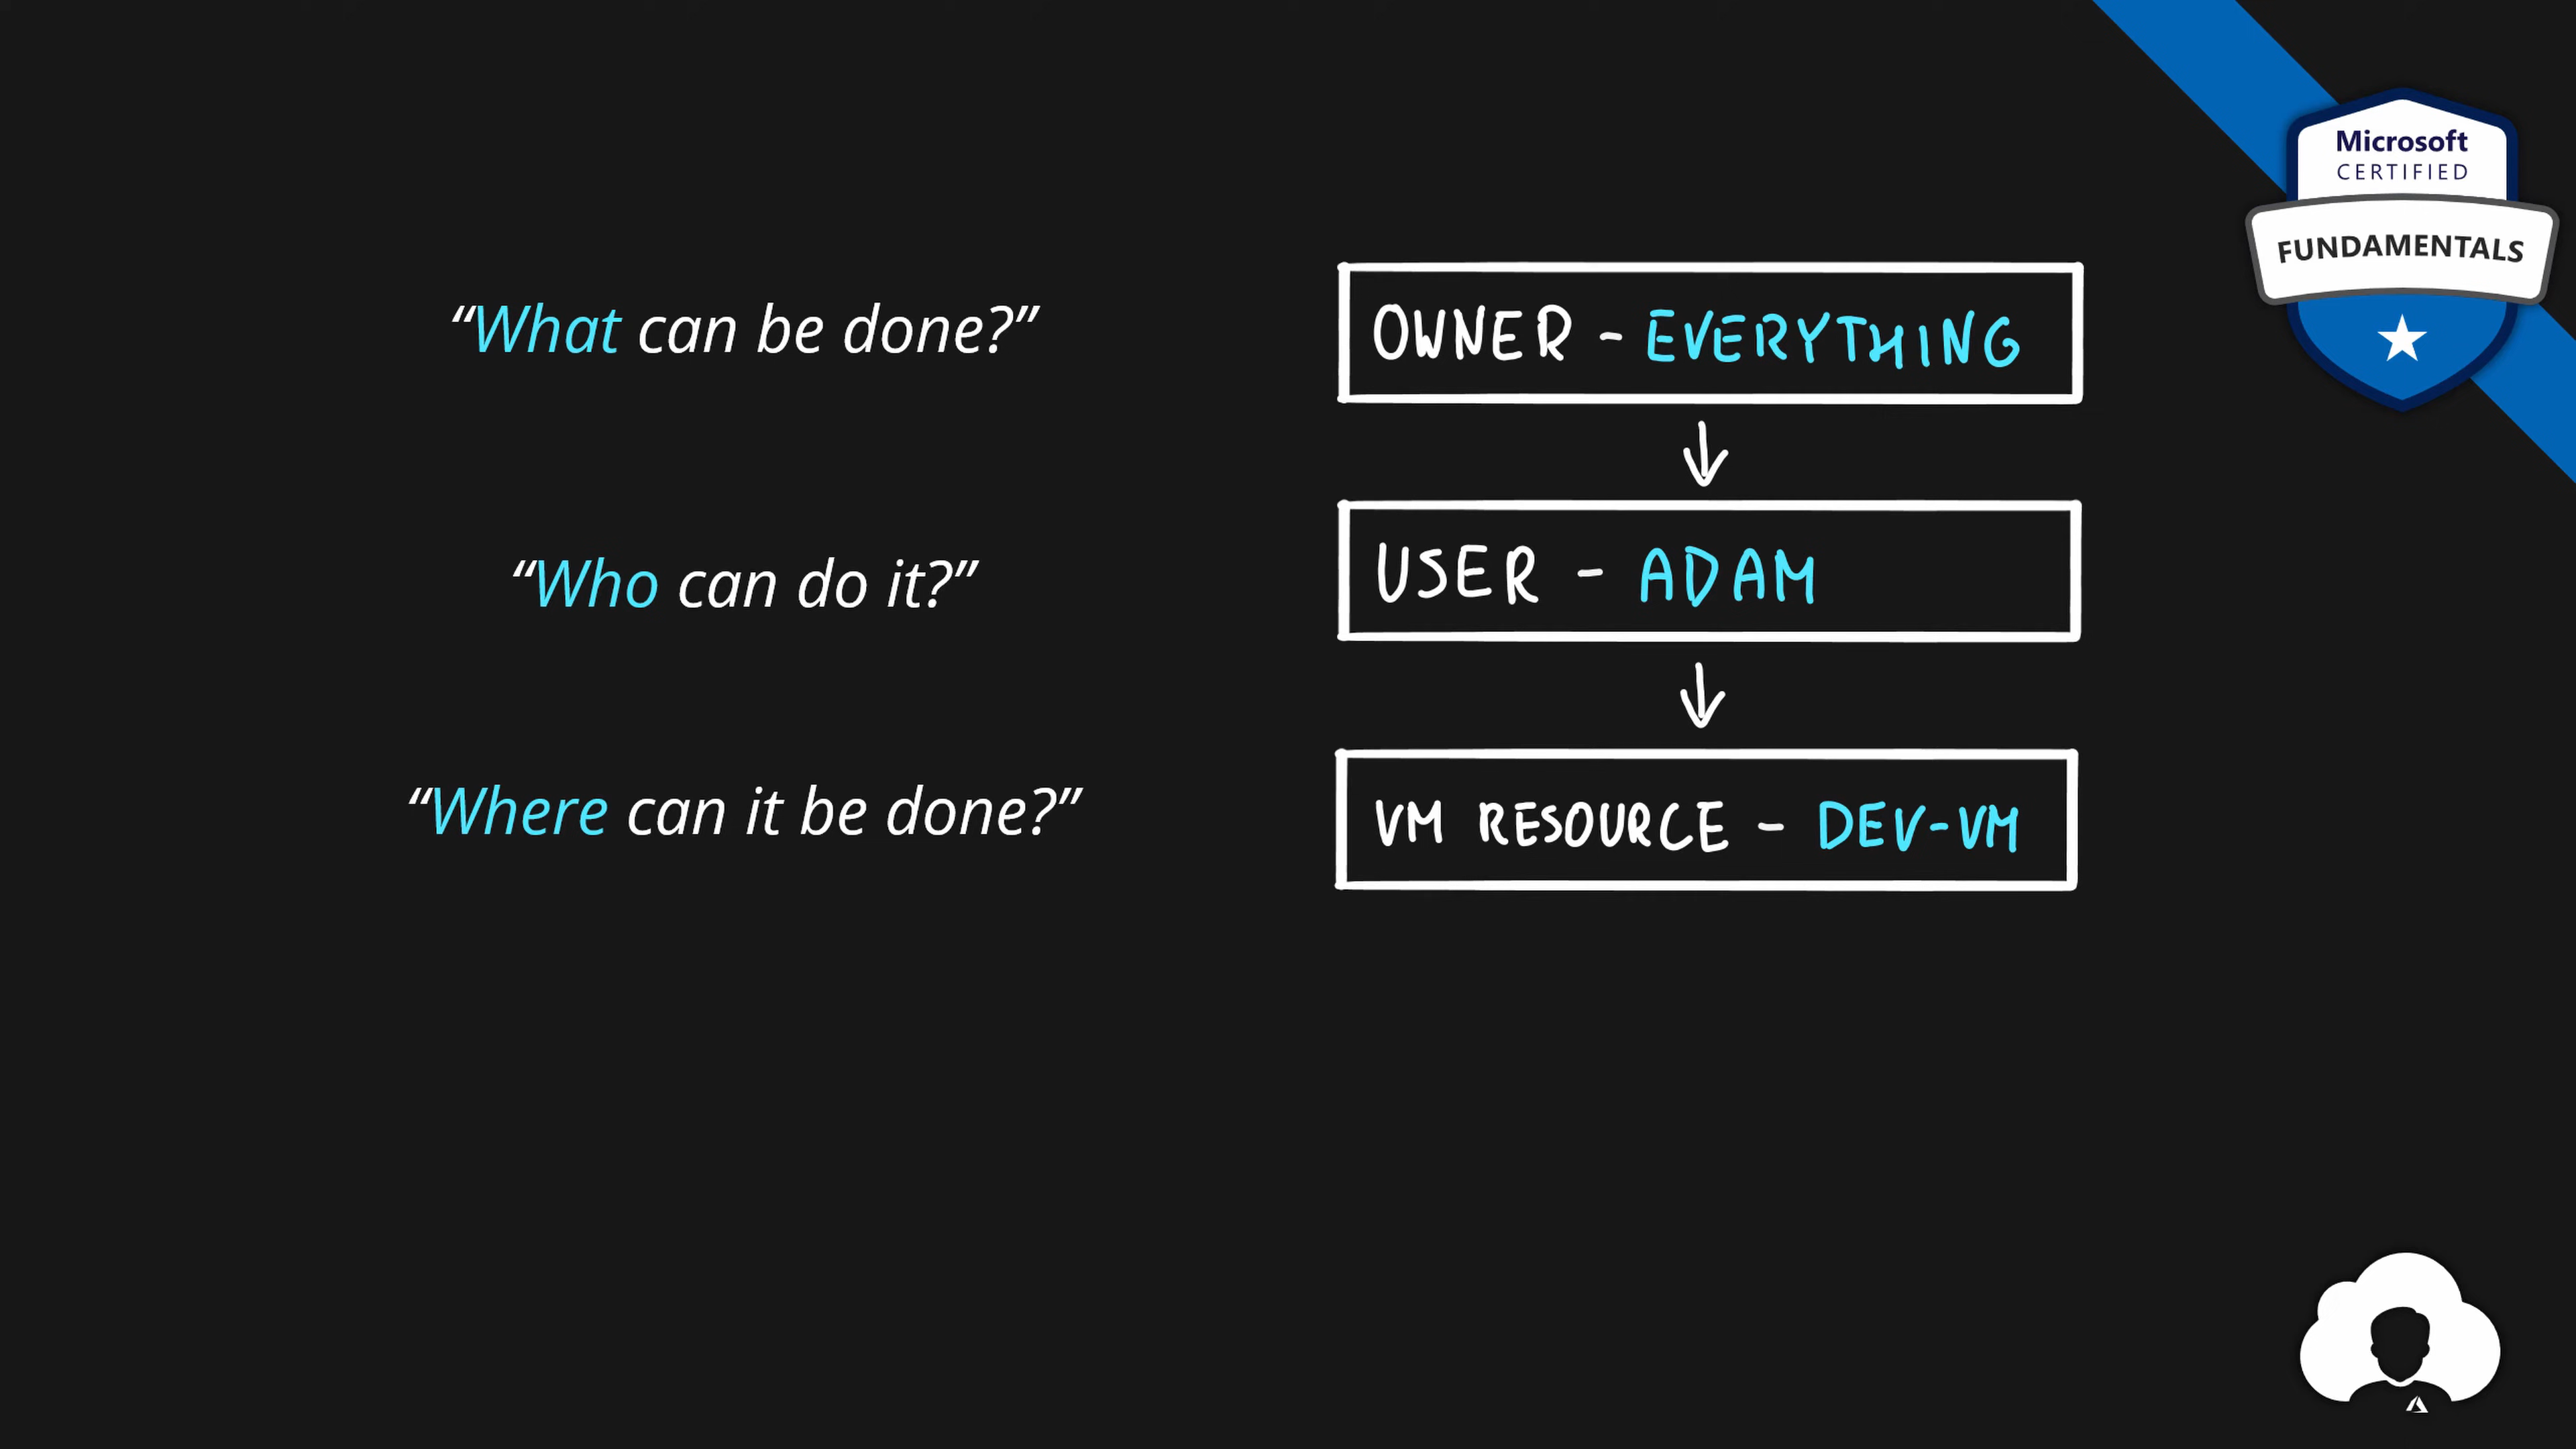 Microsoft
CERTIFIED
FUNDAMENTALS
“What can be done?”
OWNER - EVERYTHING
“Who can do it?”
USER - ADAM
“Where can it be done?”
VM RESOURCE - DEV-VM